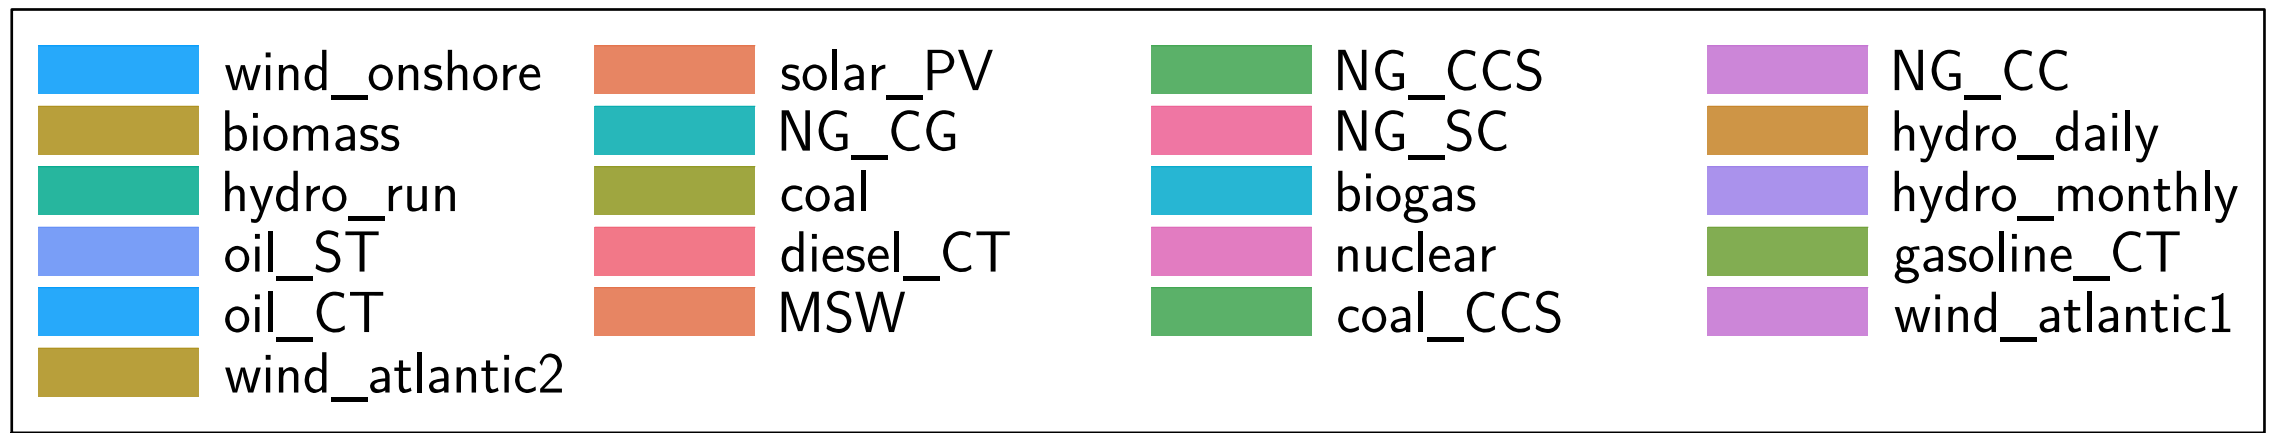 wind_onshore solar_PV NG_CCS NG_CC
biomass NG_CG NG_SC hydro_daily
hydro_run coal biogas hydro_monthly
oil_ST diesel_CT nuclear gasoline_CT
oil_CT MSW coal_CCS wind_atlantic1
wind_atlantic2